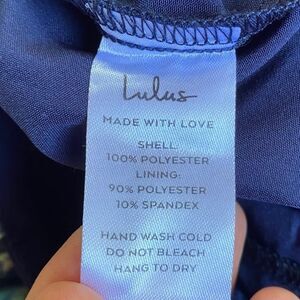 Lulus
MADE WITH LOVE
SHELL:
100% POLYESTER
LINING:
90% POLYESTER
10% SPANDEX
HAND WASH COLD
DO NOT BLEACH
HANG TO DRY